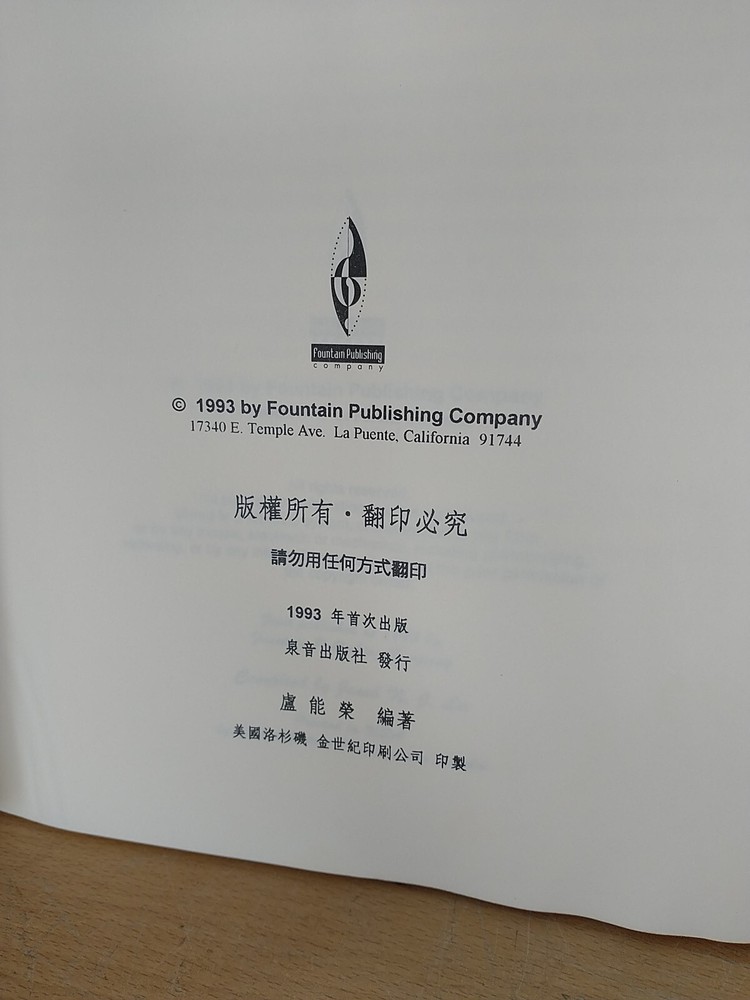 Fountain Publishing
company
© 1993 by Fountain Publishing Company
17340 E. Temple Ave. La Puente, California 91744
版權所有·翻印必究
請勿用任何方式翻印
1993 年首次出版
泉音出版社 發行
盧能榮 編著
美國洛杉磯 金世紀印刷公司 印製